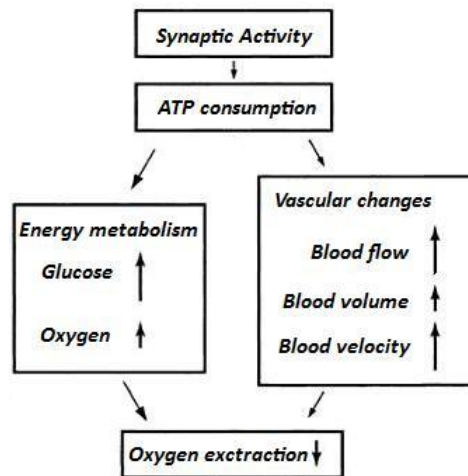 Synaptic Activity
ATP consumption
Energy metabolism
Glucose
Oxygen
Vascular changes
Blood flow
Blood volume
Blood velocity
Oxygen exctraction